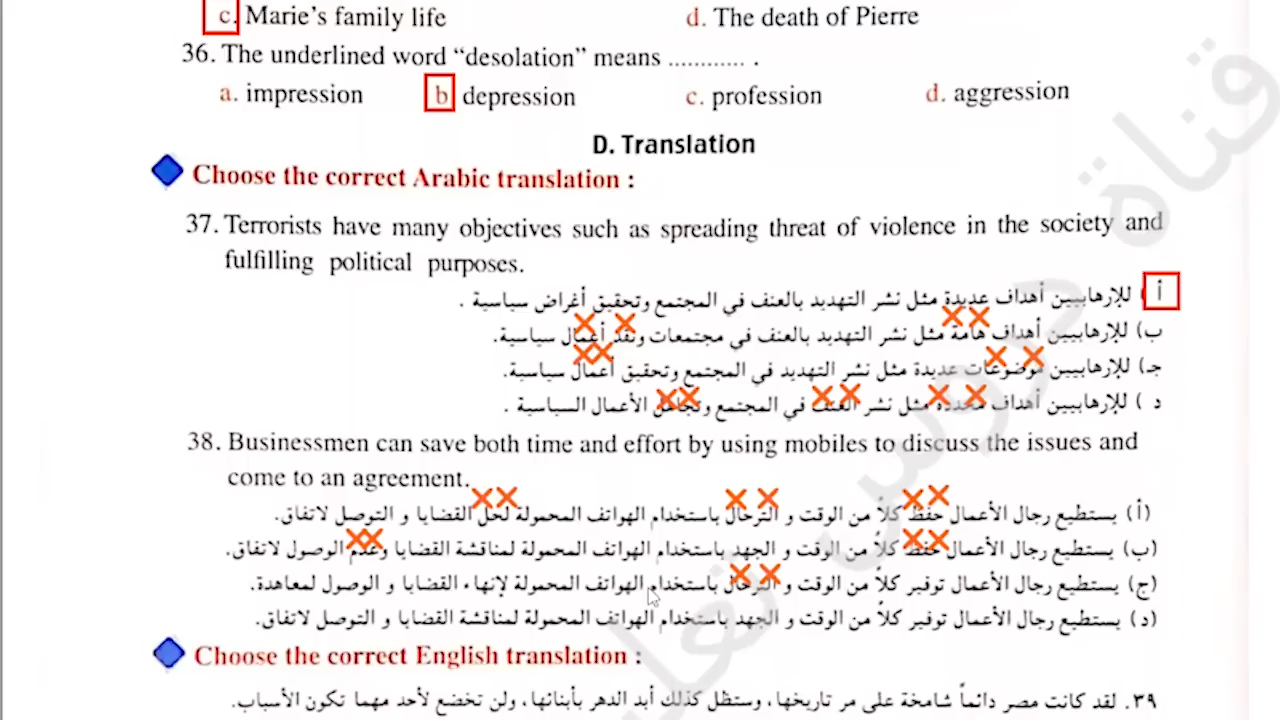 c. Marie's family life d. The death of Pierre
36. The underlined word “desolation” means ............ .
a. impression b depression c. profession d. aggression
D. Translation
Choose the correct Arabic translation :
37. Terrorists have many objectives such as spreading threat of violence in the society and
fulfilling political purposes.
أ للإرهابيين أهداف عديدة مثل نشر التهديد بالعنف في المجتمع وتحقيق أغراض سياسية .
ب) للإرهابيين أهداف هامة مثل نشر التهديد بالعنف في مجتمعات ونقد أعمال سياسية.
جـ) للإرهابيين موضوعات عديدة مثل نشر التهديد في المجتمع وتحقيق أعمال سياسية.
د ) للإرهابيين أهداف محددة مثل نشر العنف في المجتمع وتجاهل الأعمال السياسية .
38. Businessmen can save both time and effort by using mobiles to discuss the issues and
come to an agreement.
(أ) يستطيع رجال الأعمال حفظ كلاً من الوقت و الترحال باستخدام الهواتف المحمولة لحل القضايا و التوصل لاتفاق.
(ب) يستطيع رجال الأعمال حفظ كلاً من الوقت و الجهد باستخدام الهواتف المحمولة لمناقشة القضايا وعدم الوصول لاتفاق.
(ج) يستطيع رجال الأعمال توفير كلاً من الوقت و الترحال باستخدام الهواتف المحمولة لإنهاء القضايا و الوصول لمعاهدة.
(د) يستطيع رجال الأعمال توفير كلاً من الوقت و الجهد باستخدام الهواتف المحمولة لمناقشة القضايا و التوصل لاتفاق.
Choose the correct English translation :
٣٩. لقد كانت مصر دائماً شامخة على مر تاريخها، وستظل كذلك أبد الدهر بأبنائها، ولن تخضع لأحد مهما تكون الأسباب.
قناة دروس